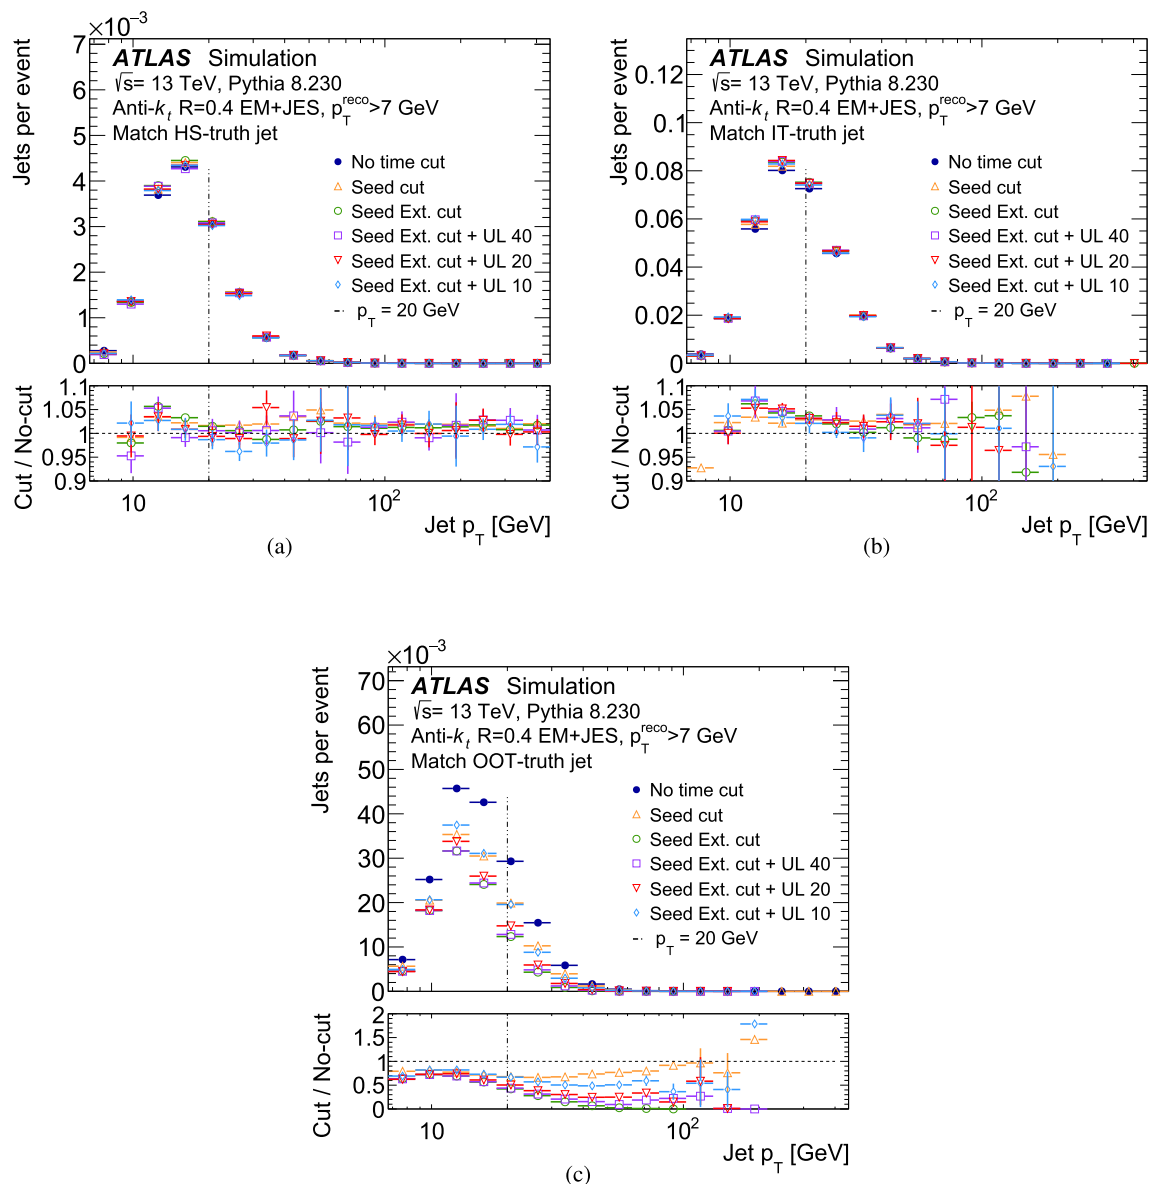 ×10⁻³
ATLAS Simulation
√s= 13 TeV, Pythia 8.230
Anti-kₜ R=0.4 EM+JES, p_T^reco>7 GeV
Match HS-truth jet
No time cut
Seed cut
Seed Ext. cut
Seed Ext. cut + UL 40
Seed Ext. cut + UL 20
Seed Ext. cut + UL 10
p_T = 20 GeV
Jets per event
7
6
5
4
3
2
1
0
Cut / No-cut
1.1
1.05
1
0.95
0.9
10
10²
Jet p_T [GeV]
(a)
ATLAS Simulation
√s= 13 TeV, Pythia 8.230
Anti-kₜ R=0.4 EM+JES, p_T^reco>7 GeV
Match IT-truth jet
No time cut
Seed cut
Seed Ext. cut
Seed Ext. cut + UL 40
Seed Ext. cut + UL 20
Seed Ext. cut + UL 10
p_T = 20 GeV
Jets per event
0.12
0.1
0.08
0.06
0.04
0.02
0
Cut / No-cut
1.1
1.05
1
0.95
0.9
10
10²
Jet p_T [GeV]
(b)
×10⁻³
ATLAS Simulation
√s= 13 TeV, Pythia 8.230
Anti-kₜ R=0.4 EM+JES, p_T^reco>7 GeV
Match OOT-truth jet
No time cut
Seed cut
Seed Ext. cut
Seed Ext. cut + UL 40
Seed Ext. cut + UL 20
Seed Ext. cut + UL 10
p_T = 20 GeV
Jets per event
70
60
50
40
30
20
10
0
Cut / No-cut
2
1.5
1
0.5
0
10
10²
Jet p_T [GeV]
(c)